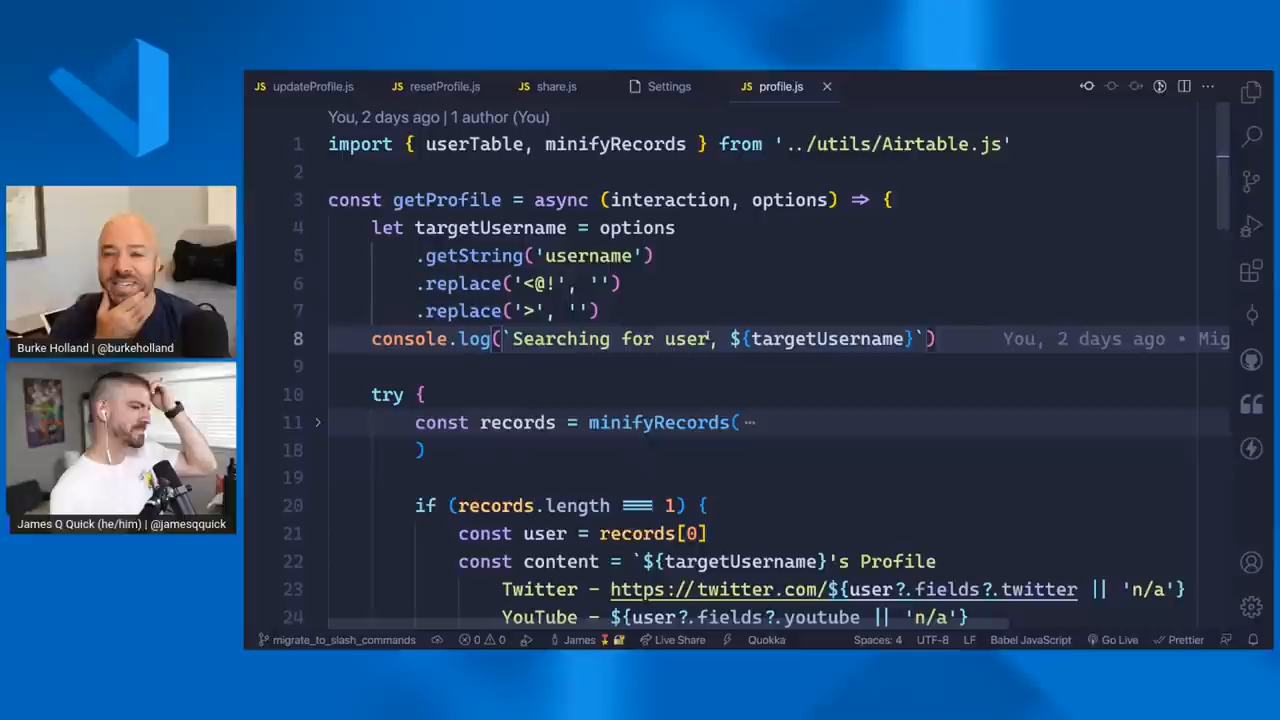 JS updateProfile.js JS resetProfile.js JS share.js Settings JS profile.js
You, 2 days ago | 1 author (You)
1 import { userTable, minifyRecords } from '../utils/Airtable.js'
2
3 const getProfile = async (interaction, options) => {
4 let targetUsername = options
5 .getString('username')
6 .replace('<@!', '')
7 .replace('>', '')
8 console.log(`Searching for user, ${targetUsername}`) You, 2 days ago • Mig
9
10 try {
11 const records = minifyRecords( ⋯
18 )
19
20 if (records.length === 1) {
21 const user = records[0]
22 const content = `${targetUsername}'s Profile
23 Twitter - https://twitter.com/${user?.fields?.twitter || 'n/a'}
24 YouTube - ${user?.fields?.youtube || 'n/a'}
migrate_to_slash_commands 0 0 James Live Share Quokka Spaces: 4 UTF-8 LF Babel JavaScript Go Live Prettier
Burke Holland | @burkeholland
James Q Quick (he/him) | @jamesqquick